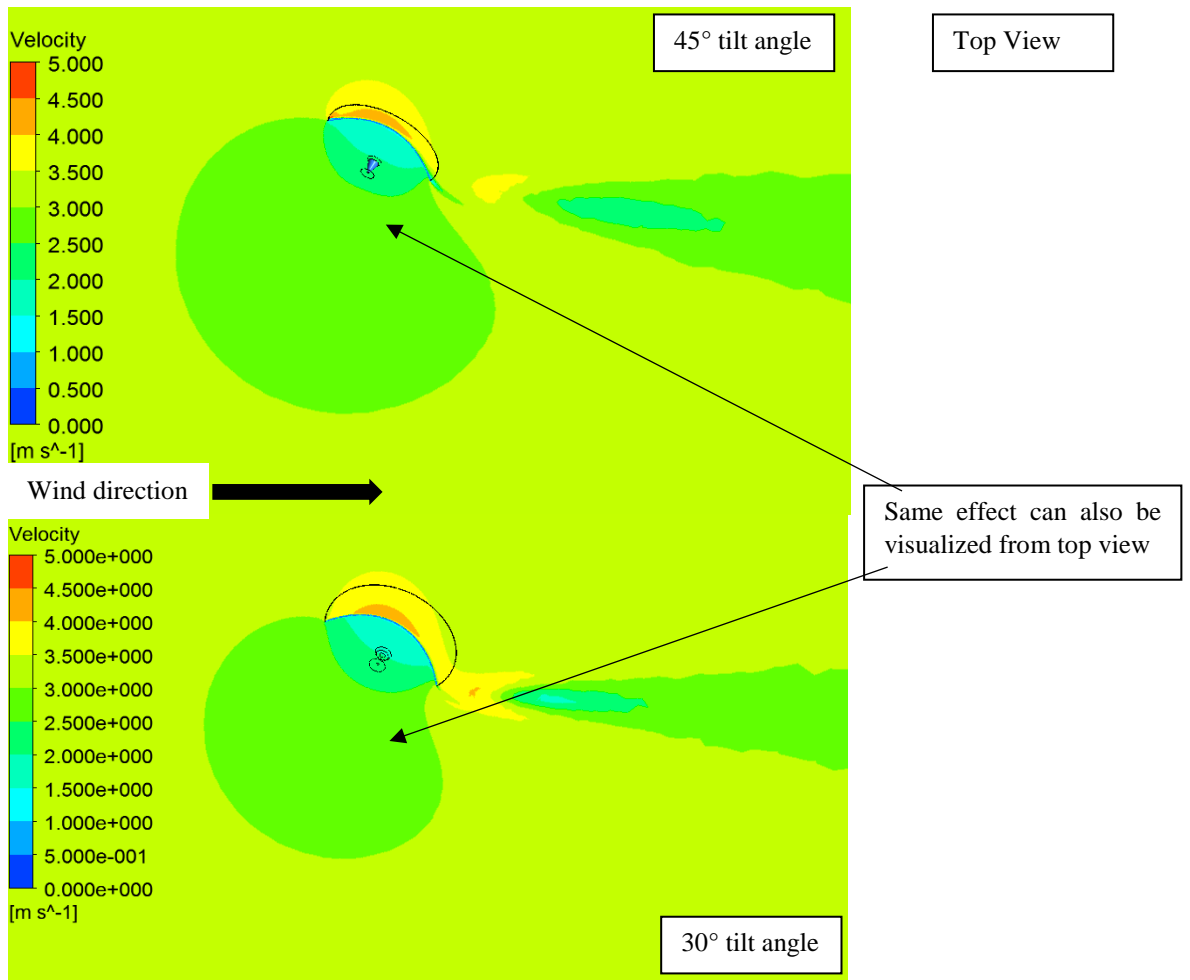 45° tilt angle
Top View
Velocity
5.000
4.500
4.000
3.500
3.000
2.500
2.000
1.500
1.000
0.500
0.000
[m s^-1]
Wind direction
Same effect can also be
visualized from top view
Velocity
5.000e+000
4.500e+000
4.000e+000
3.500e+000
3.000e+000
2.500e+000
2.000e+000
1.500e+000
1.000e+000
5.000e-001
0.000e+000
[m s^-1]
30° tilt angle